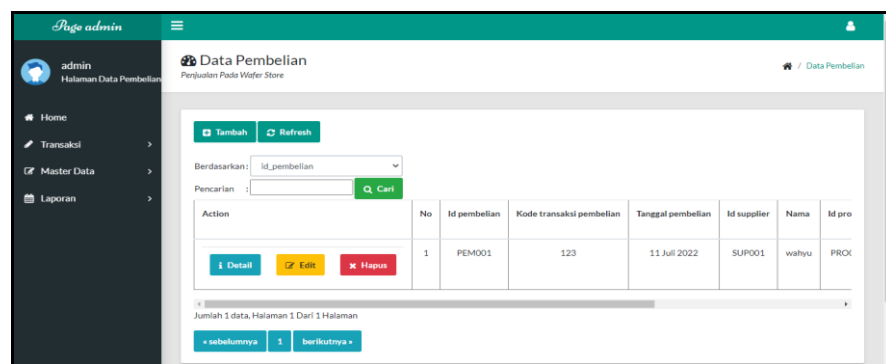 Page admin
admin
Halaman Data Pembelian
Home
Transaksi
Master Data
Laporan
Data Pembelian
Penjualan Pada Wafer Store
/ Data Pembelian
Tambah Refresh
Berdasarkan : id_pembelian
Pencarian : Cari
Action No Id pembelian Kode transaksi pembelian Tanggal pembelian Id supplier Nama Id pro
Detail Edit Hapus 1 PEM001 123 11 Juli 2022 SUP001 wahyu PRO
Jumlah 1 data, Halaman 1 Dari 1 Halaman
« sebelumnya 1 berikutnya »